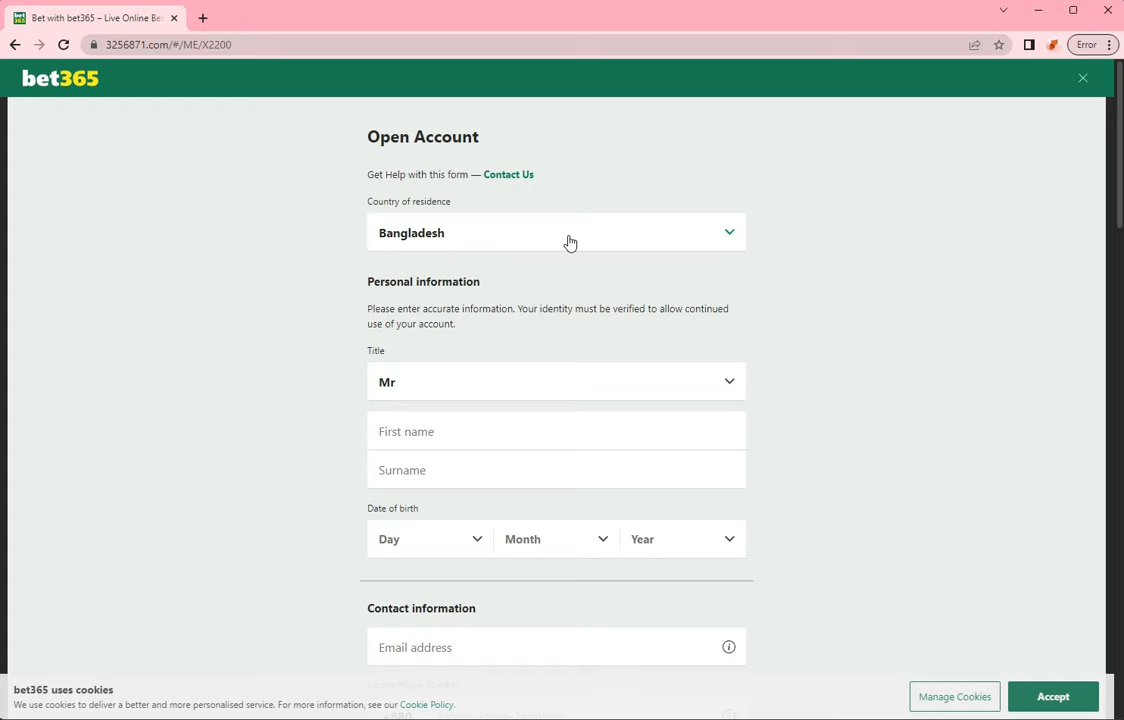 Bet with bet365 – Live Online Bet
3256871.com/#/ME/X2200
Error
bet365
Open Account
Get Help with this form — Contact Us
Country of residence
Bangladesh
Personal information
Please enter accurate information. Your identity must be verified to allow continued
use of your account.
Title
Mr
First name
Surname
Date of birth
Day Month Year
Contact information
Email address
bet365 uses cookies
We use cookies to deliver a better and more personalised service. For more information, see our Cookie Policy.
Manage Cookies
Accept